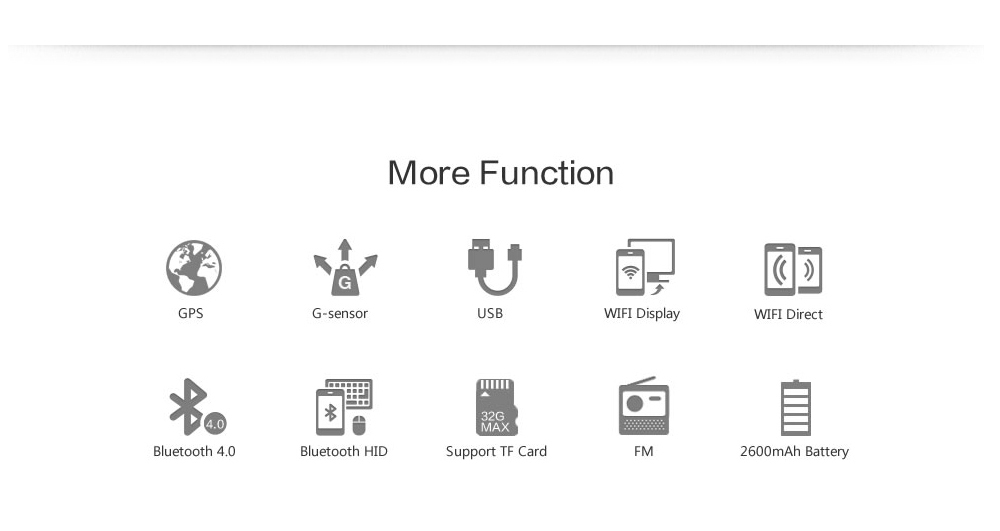 More Function
G
GPS
G-sensor
USB
WIFI Display
WIFI Direct
4.0
32G
MAX
Bluetooth 4.0
Bluetooth HID
Support TF Card
FM
2600mAh Battery